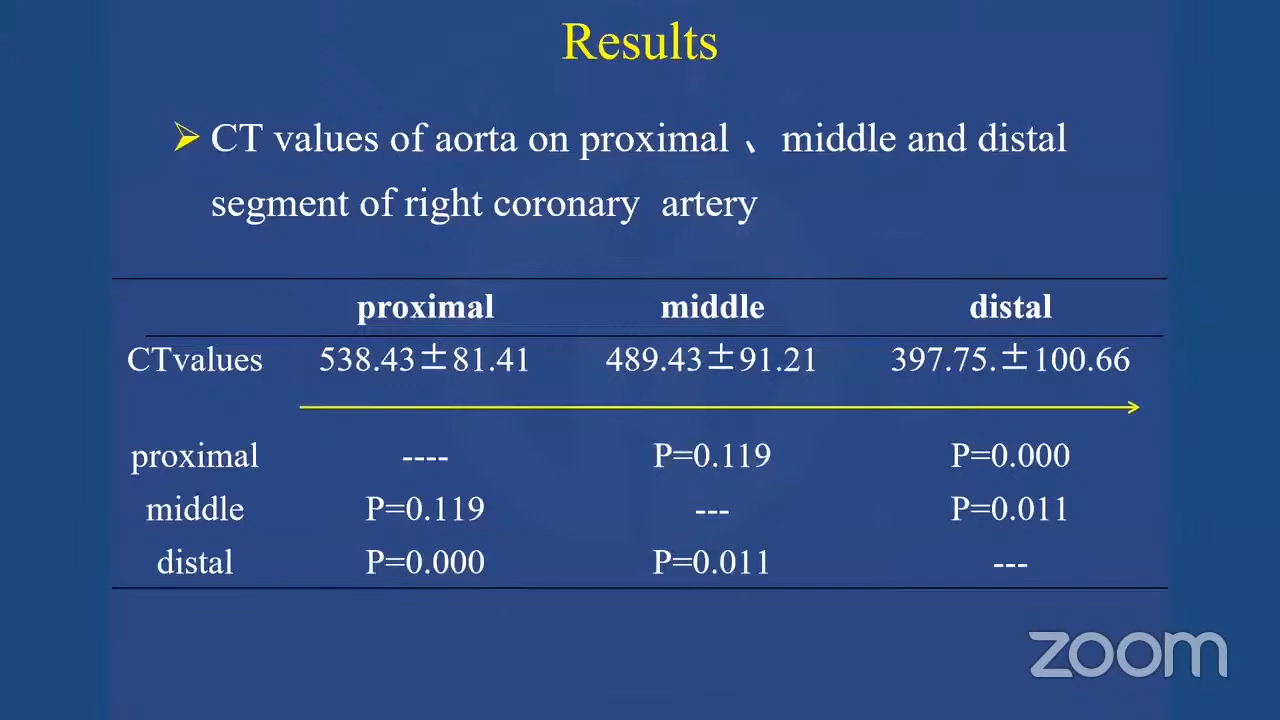 Results
CT values of aorta on proximal 、 middle and distal
segment of right coronary artery
proximal middle distal
CTvalues 538.43±81.41 489.43±91.21 397.75.±100.66
proximal ---- P=0.119 P=0.000
middle P=0.119 --- P=0.011
distal P=0.000 P=0.011 ---
zoom